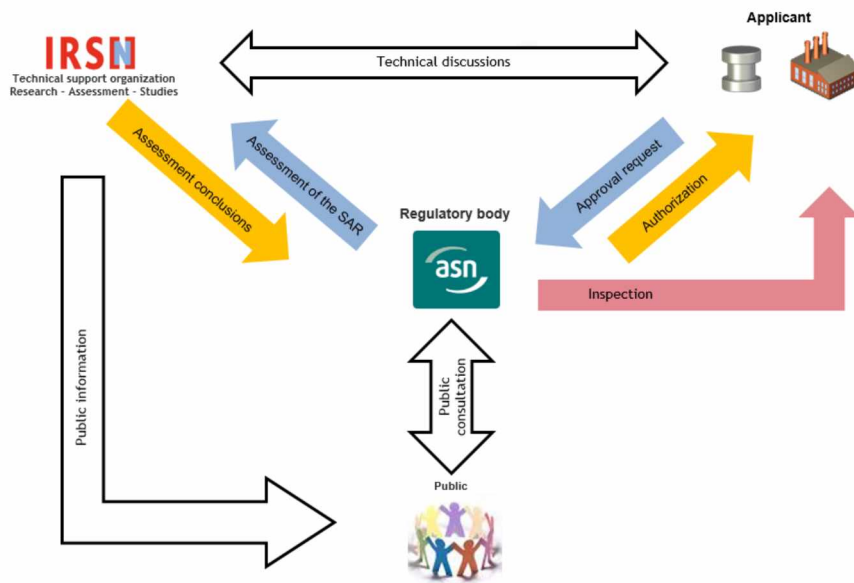 Applicant
IRSN
Technical support organization
Research - Assessment - Studies
Technical discussions
Assessment conclusions
Assessment of the SAR
Approval request
Authorization
Regulatory body
asn
Inspection
Public information
Public
consultation
Public